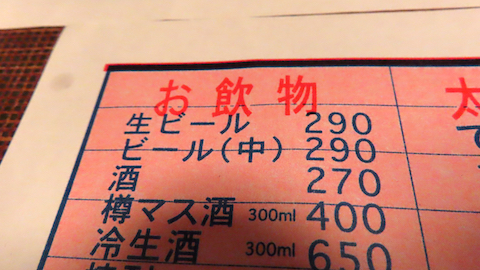 お飲物
生ビール 290
ビール(中) 290
酒 270
樽マス酒 300ml 400
冷生酒 300ml 650
太